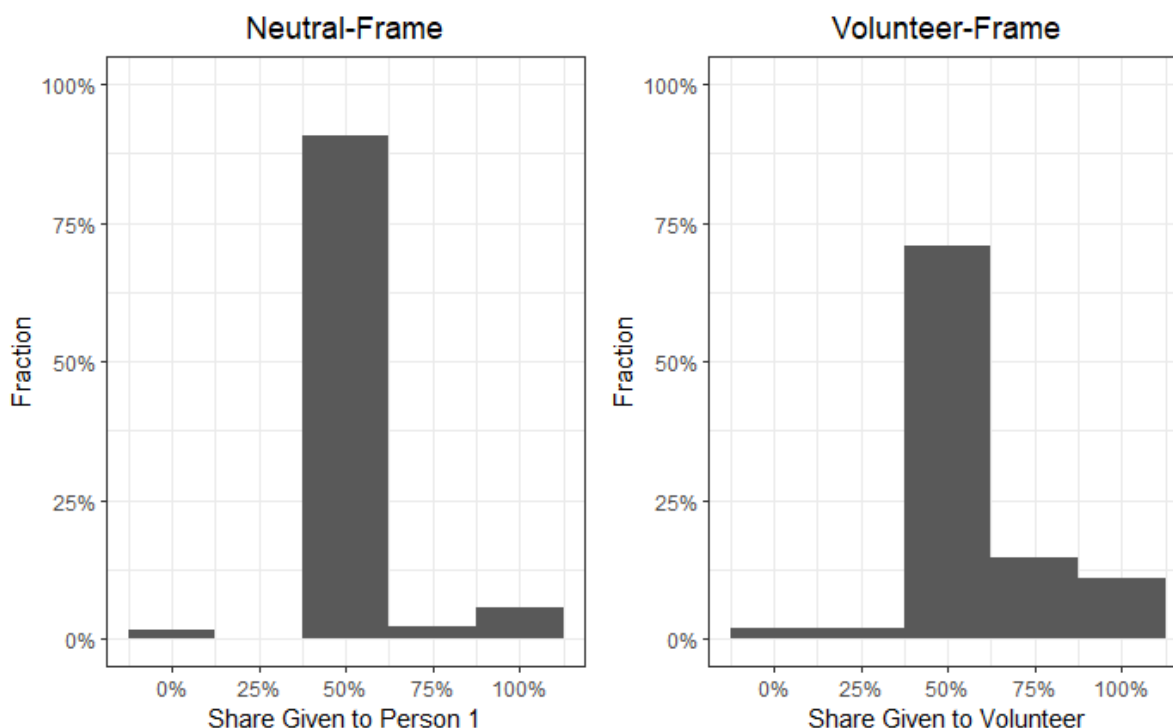 Neutral-Frame
100%
75%
50%
25%
0%
Fraction
0% 25% 50% 75% 100%
Share Given to Person 1
Volunteer-Frame
100%
75%
50%
25%
0%
Fraction
0% 25% 50% 75% 100%
Share Given to Volunteer